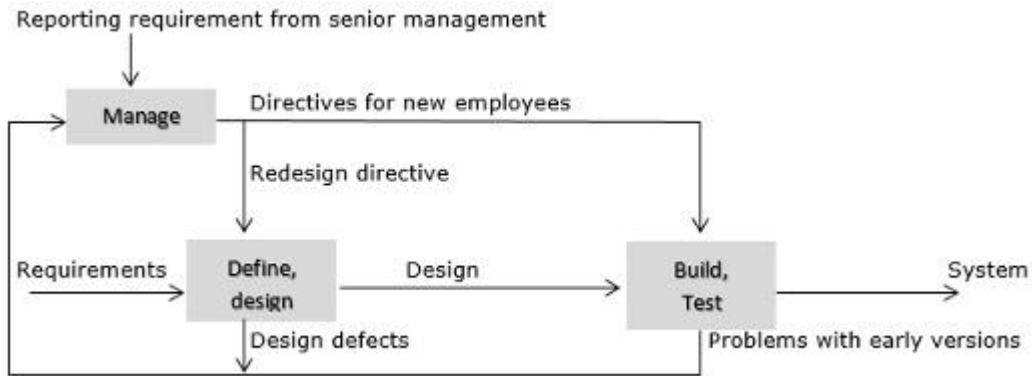 Reporting requirement from senior management
Manage
Directives for new employees
Redesign directive
Requirements
Define,
design
Design
Build,
Test
System
Design defects
Problems with early versions